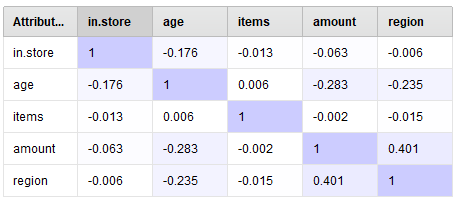 Attribut... in.store age items amount region
in.store 1 -0.176 -0.013 -0.063 -0.006
age -0.176 1 0.006 -0.283 -0.235
items -0.013 0.006 1 -0.002 -0.015
amount -0.063 -0.283 -0.002 1 0.401
region -0.006 -0.235 -0.015 0.401 1